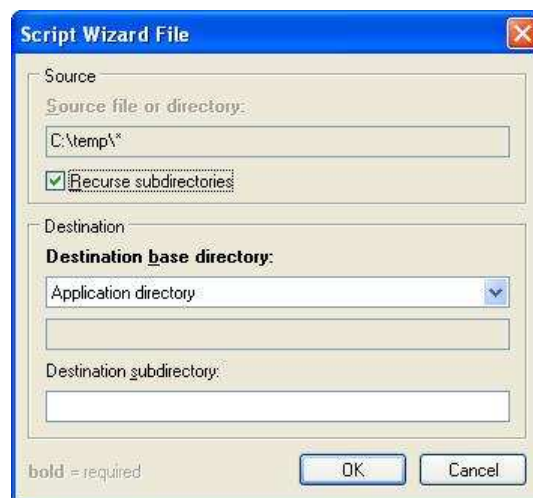 Script Wizard File
Source
Source file or directory:
C:\temp\*
Recurse subdirectories
Destination
Destination base directory:
Application directory
Destination subdirectory:
bold = required
OK
Cancel